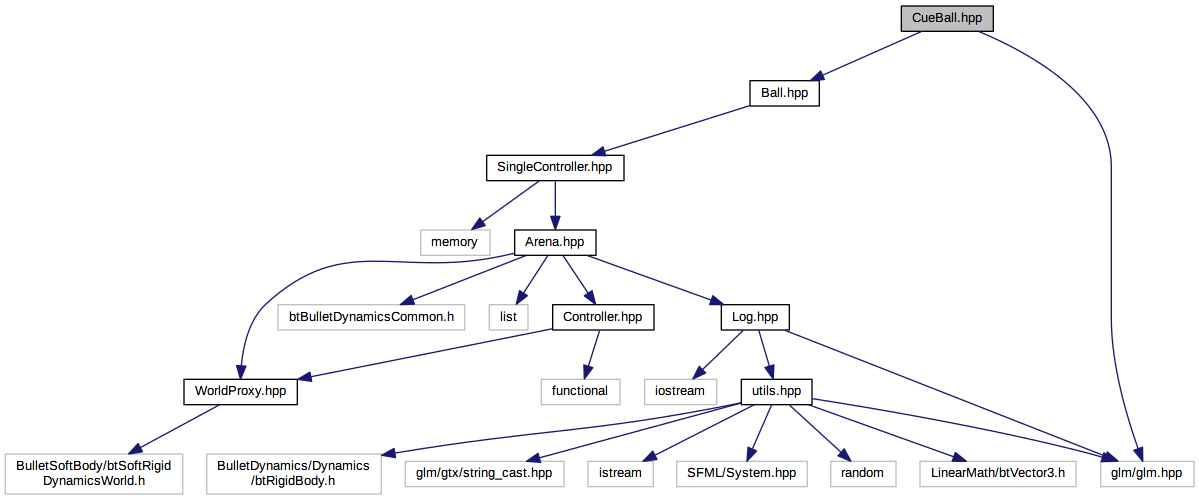 CueBall.hpp
Ball.hpp
SingleController.hpp
memory
Arena.hpp
btBulletDynamicsCommon.h
list
Controller.hpp
Log.hpp
WorldProxy.hpp
functional
iostream
utils.hpp
BulletSoftBody/btSoftRigid
DynamicsWorld.h
BulletDynamics/Dynamics
/btRigidBody.h
glm/gtx/string_cast.hpp
istream
SFML/System.hpp
random
LinearMath/btVector3.h
glm/glm.hpp